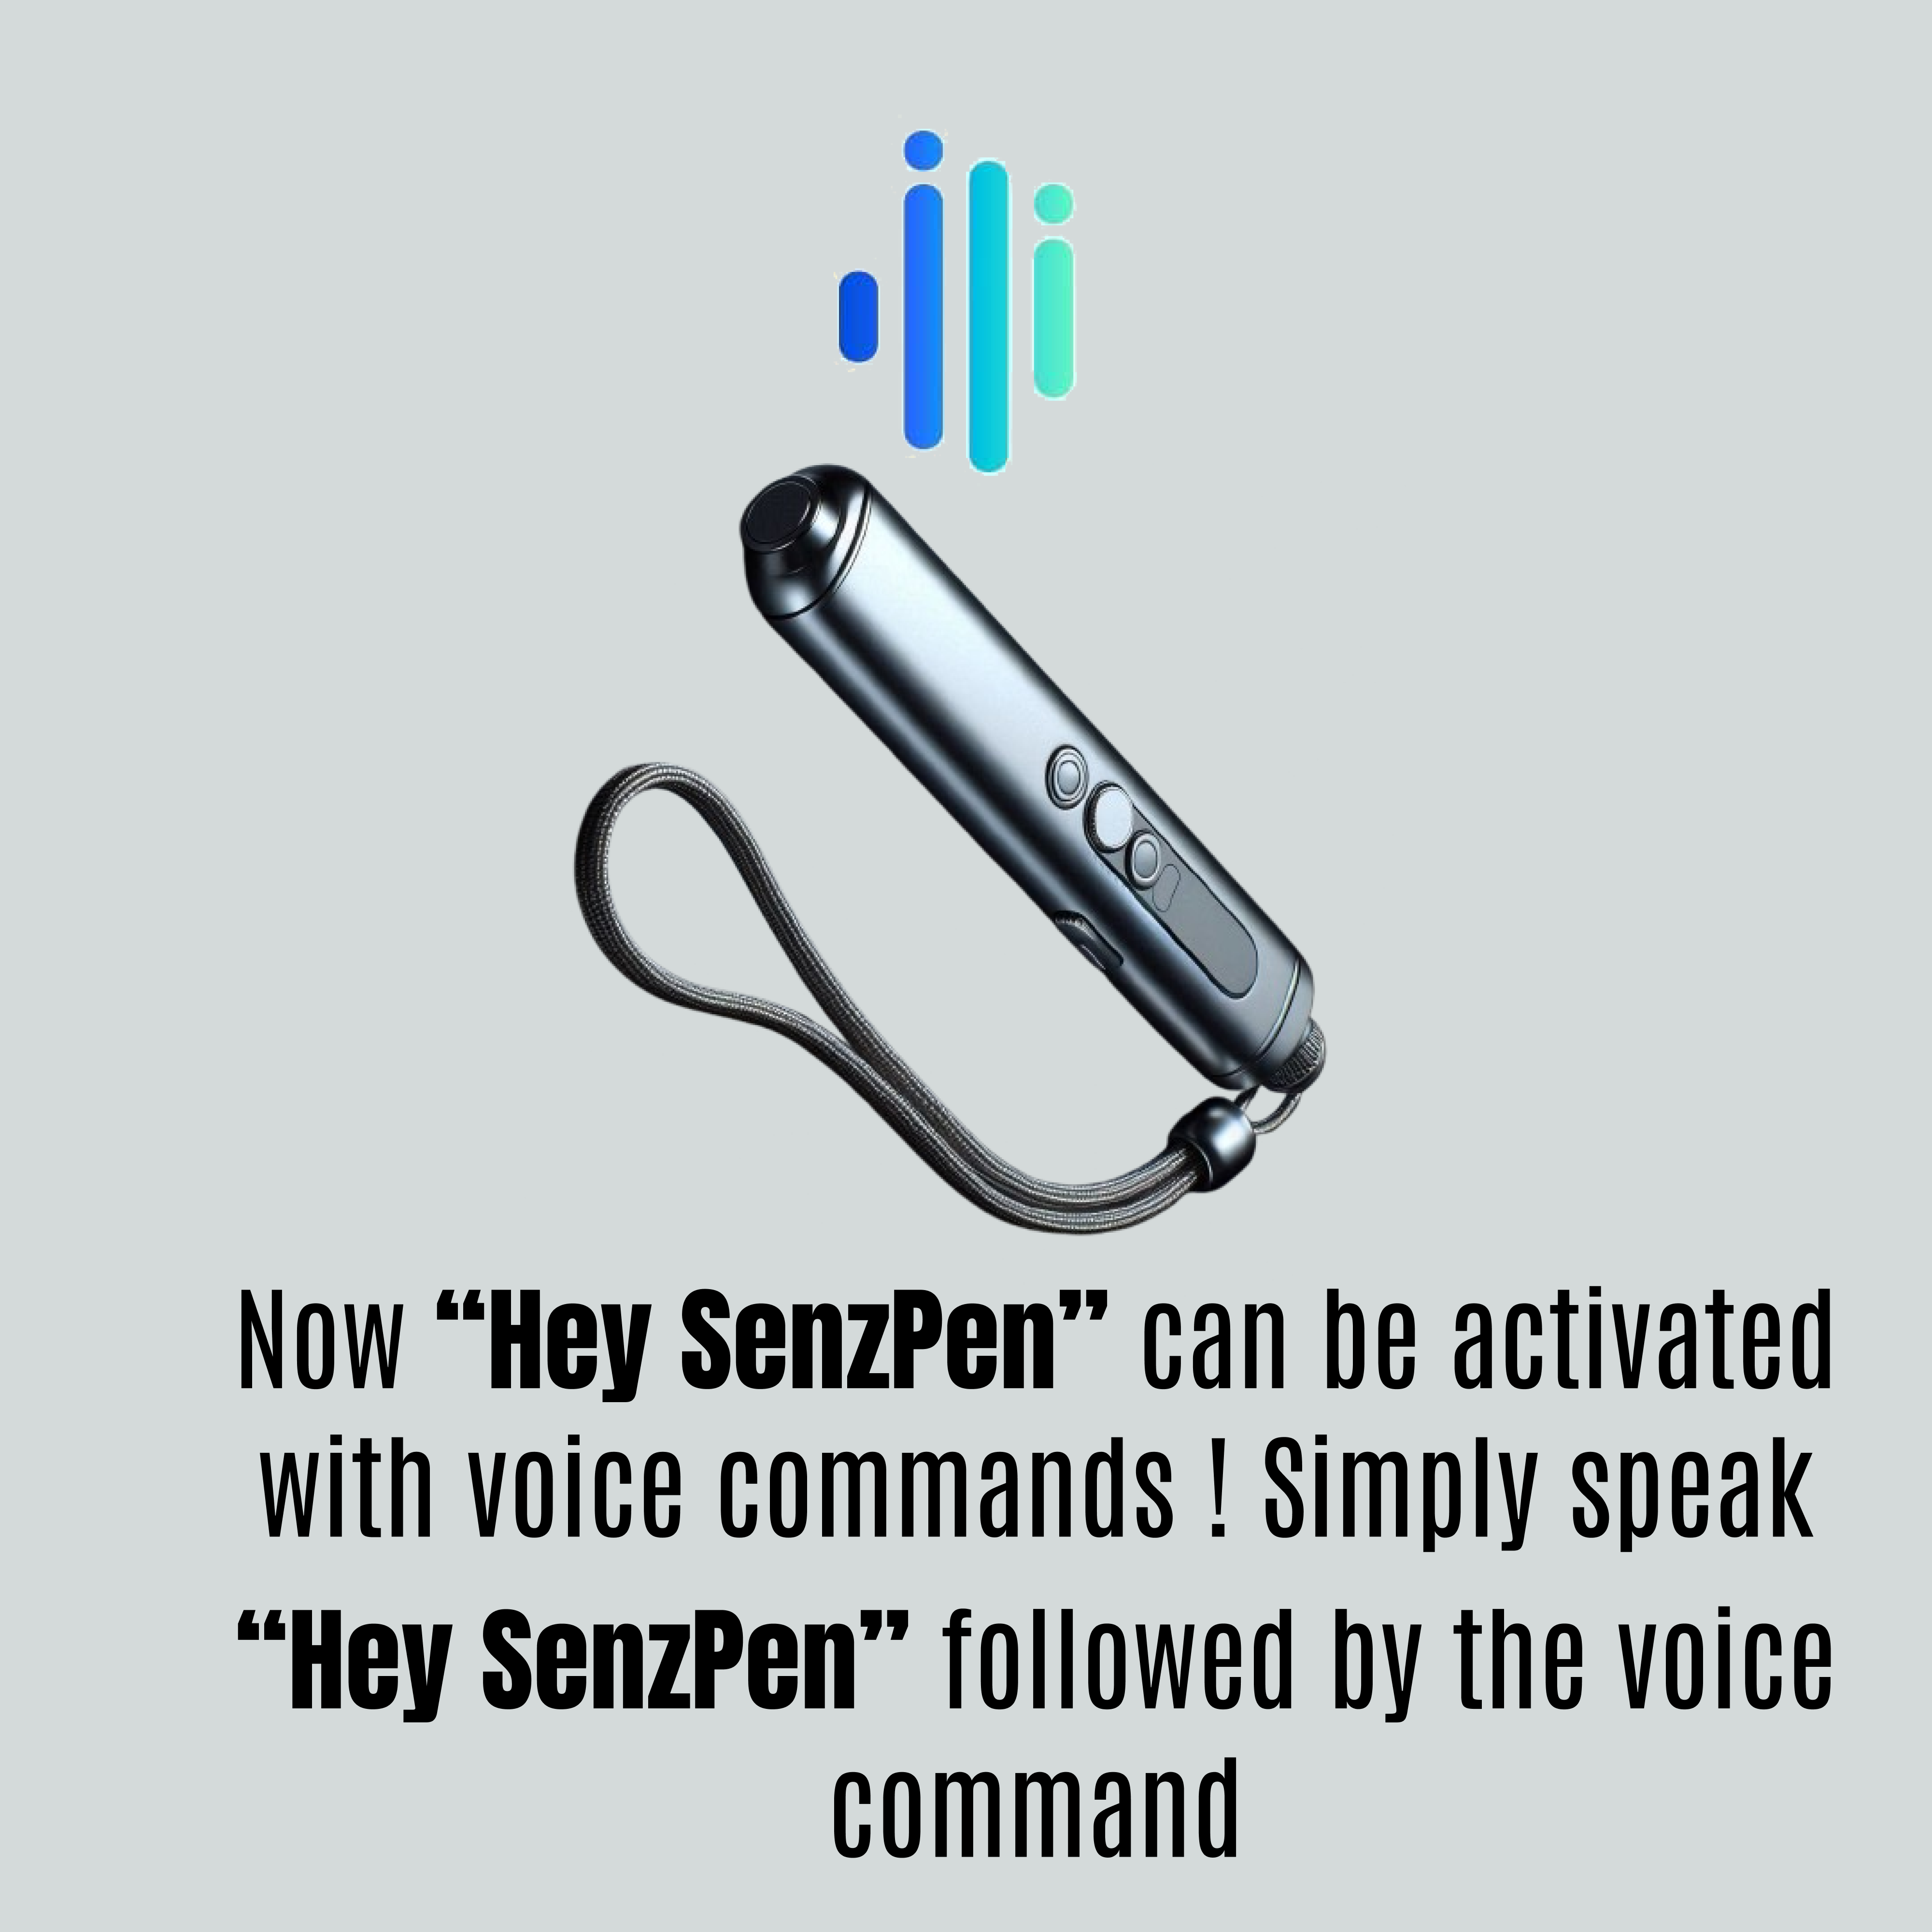 Now “Hey SenzPen” can be activated
with voice commands ! Simply speak
“Hey SenzPen” followed by the voice
command